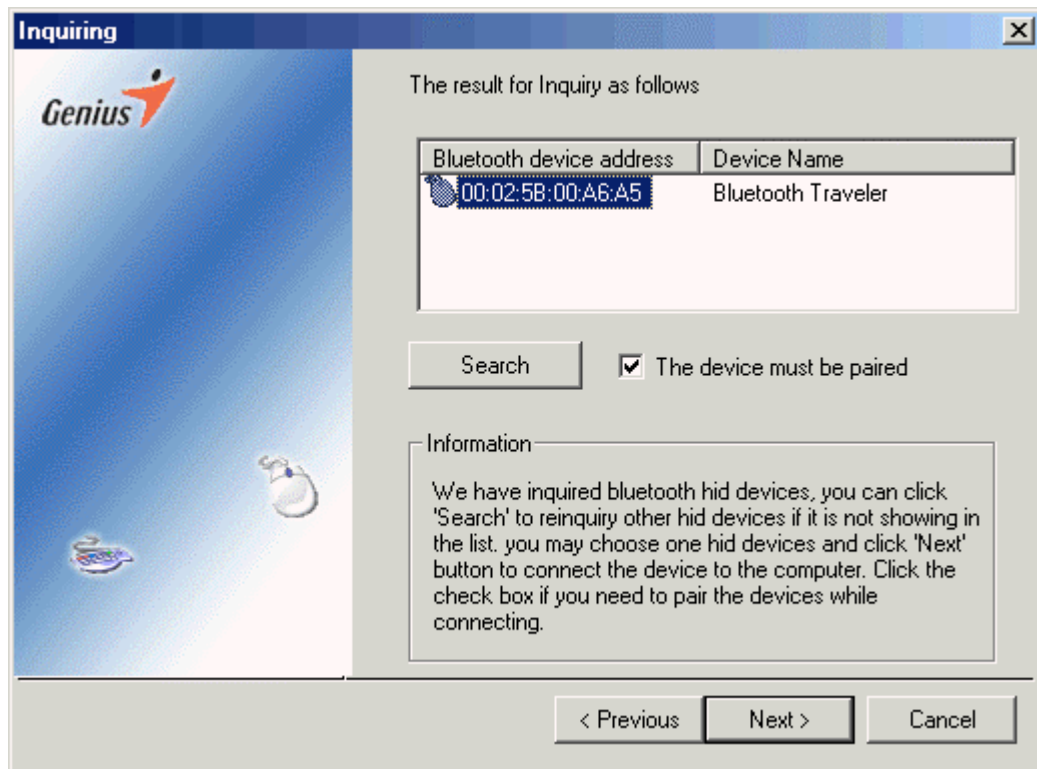 Inquiring
Genius
The result for Inquiry as follows
Bluetooth device address Device Name
00:02:5B:00:A6:A5 Bluetooth Traveler
Search The device must be paired
Information
We have inquired bluetooth hid devices, you can click
'Search' to reinquiry other hid devices if it is not showing in
the list. you may choose one hid devices and click 'Next'
button to connect the device to the computer. Click the
check box if you need to pair the devices while
connecting.
< Previous Next > Cancel